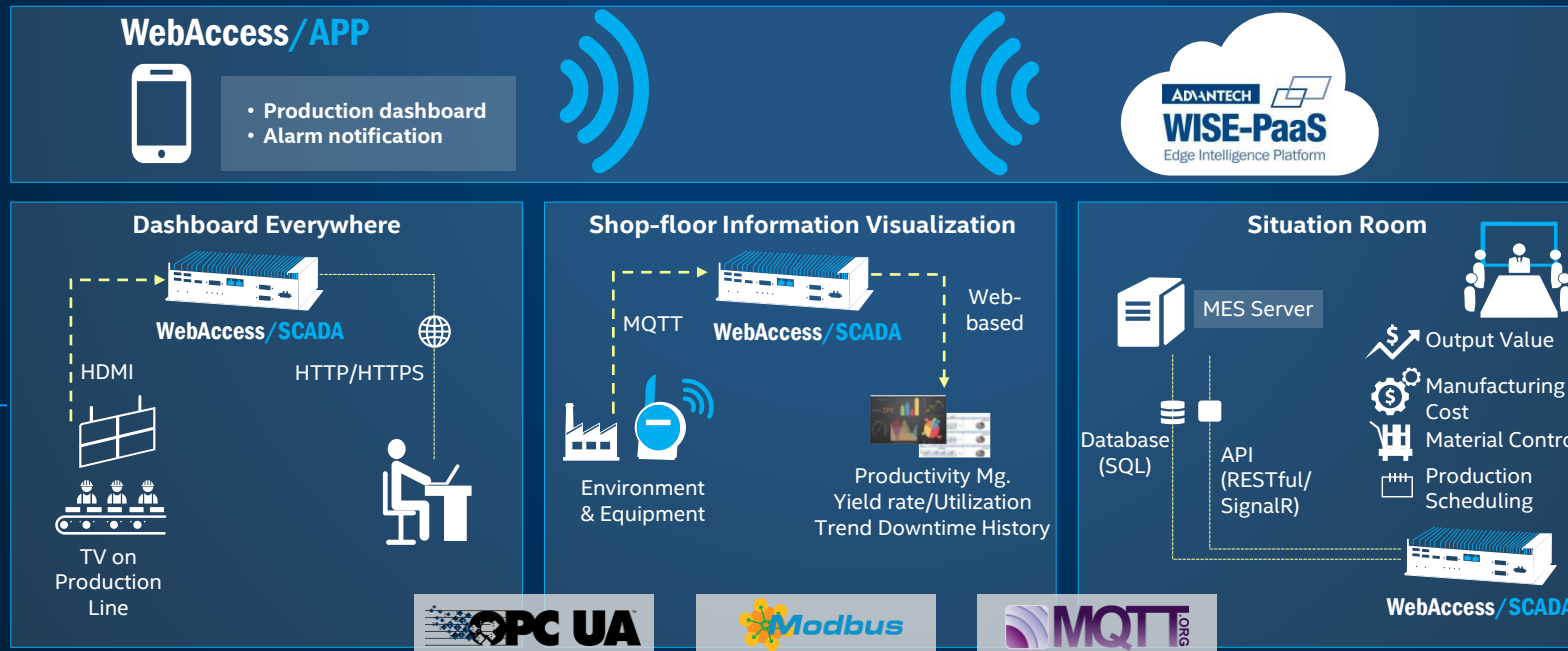 WebAccess/APP
• Production dashboard
• Alarm notification
ADVANTECH
WISE-PaaS
Edge Intelligence Platform
Dashboard Everywhere
WebAccess/SCADA
HDMI
HTTP/HTTPS
TV on
Production
Line
Shop-floor Information Visualization
MQTT
WebAccess/SCADA
Web-
based
Environment
& Equipment
Productivity Mg.
Yield rate/Utilization
Trend Downtime History
Situation Room
MES Server
Output Value
Manufacturing
Cost
Material Contro
Production
Scheduling
Database
(SQL)
API
(RESTful/
SignalR)
WebAccess/SCADA
OPC UA™
Modbus
MQTT.ORG